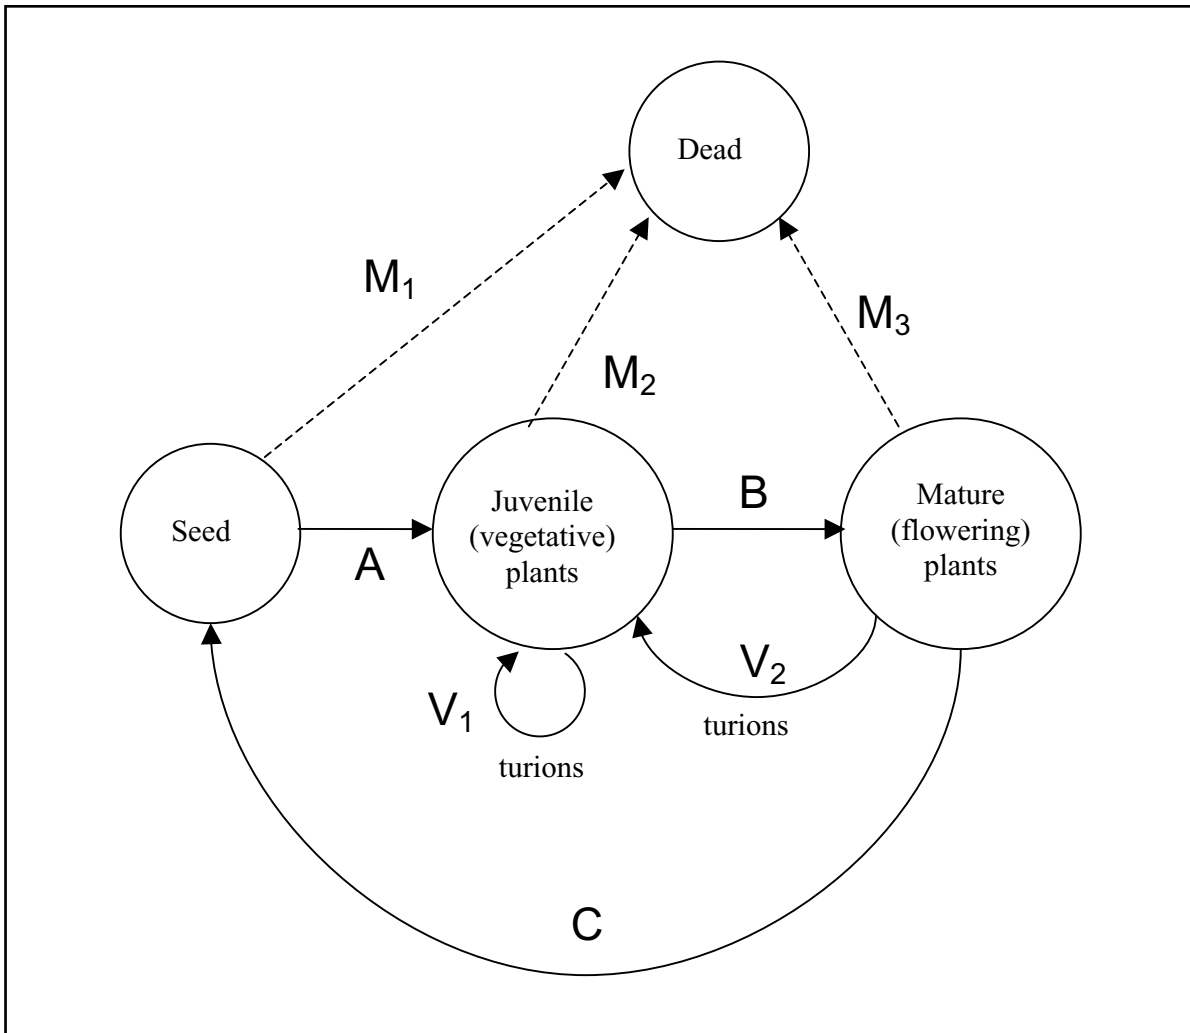 Dead
M₁
M₃
M₂
Seed
A
Juvenile
(vegetative)
plants
B
Mature
(flowering)
plants
V₁
turions
V₂
turions
C